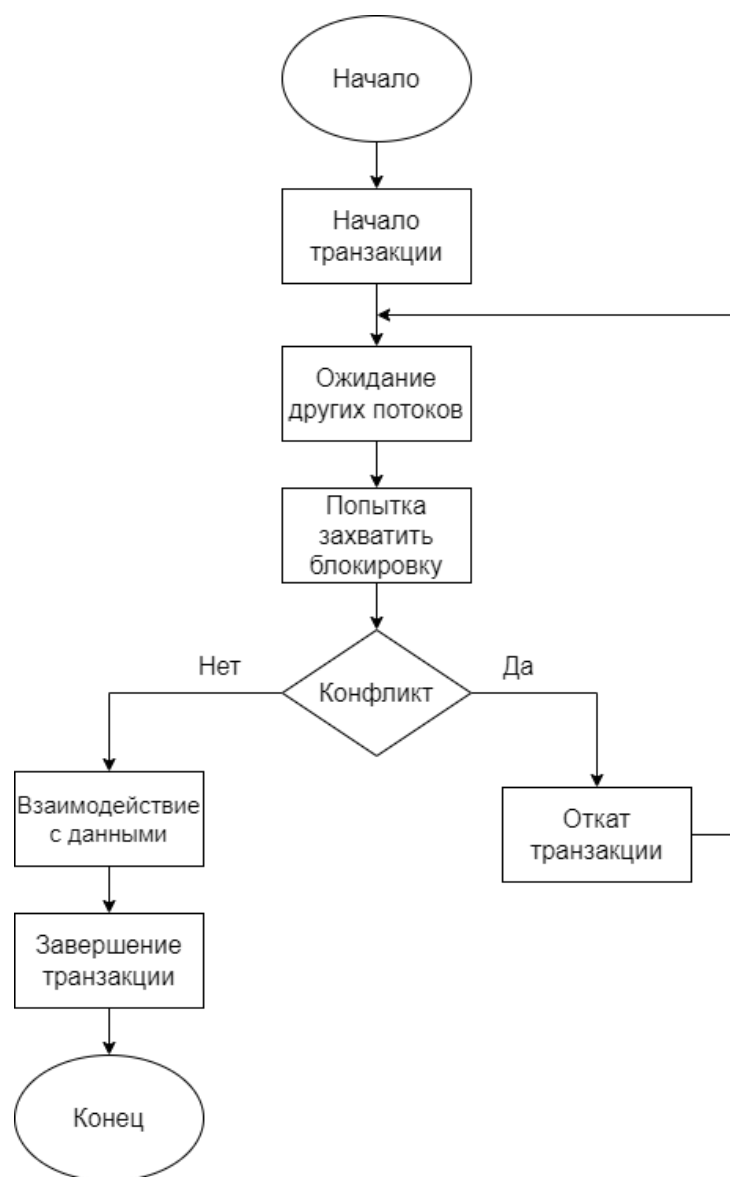 Начало
Начало
транзакции
Ожидание
других потоков
Попытка
захватить
блокировку
Нет
Да
Конфликт
Взаимодействие
с данными
Откат
транзакции
Завершение
транзакции
Конец